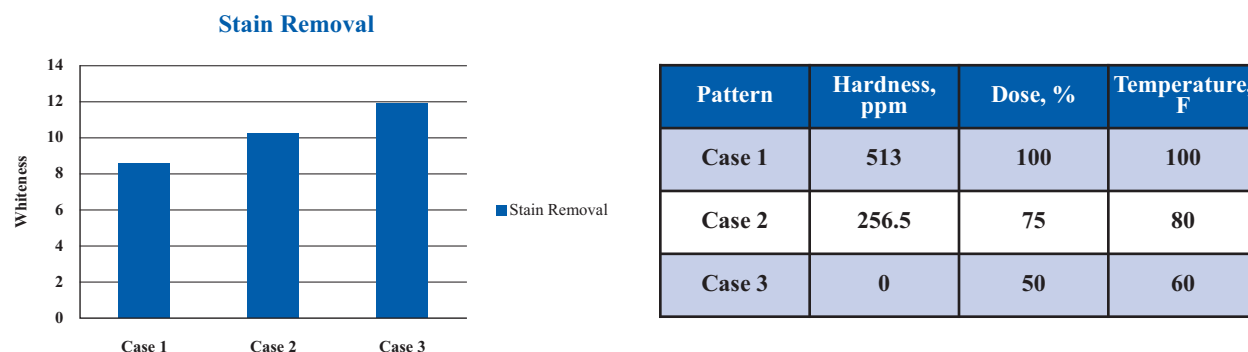 Stain Removal
14
12
10
8
6
4
2
0
Whiteness
Case 1 Case 2 Case 3
Stain Removal
Pattern Hardness, ppm Dose, % Temperature, F
Case 1 513 100 100
Case 2 256.5 75 80
Case 3 0 50 60